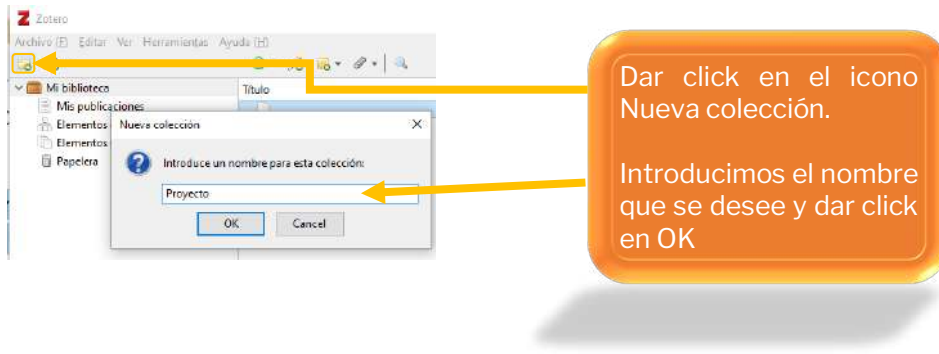 Zotero
Archivo (F) Editar Ver Herramientas Ayuda (H)
Mi biblioteca
Título
Mis publicaciones
Elementos
Elementos
Papelera
Nueva colección
Introduce un nombre para esta colección:
Proyecto
OK Cancel
Dar click en el icono
Nueva colección.
Introducimos el nombre
que se desee y dar click
en OK